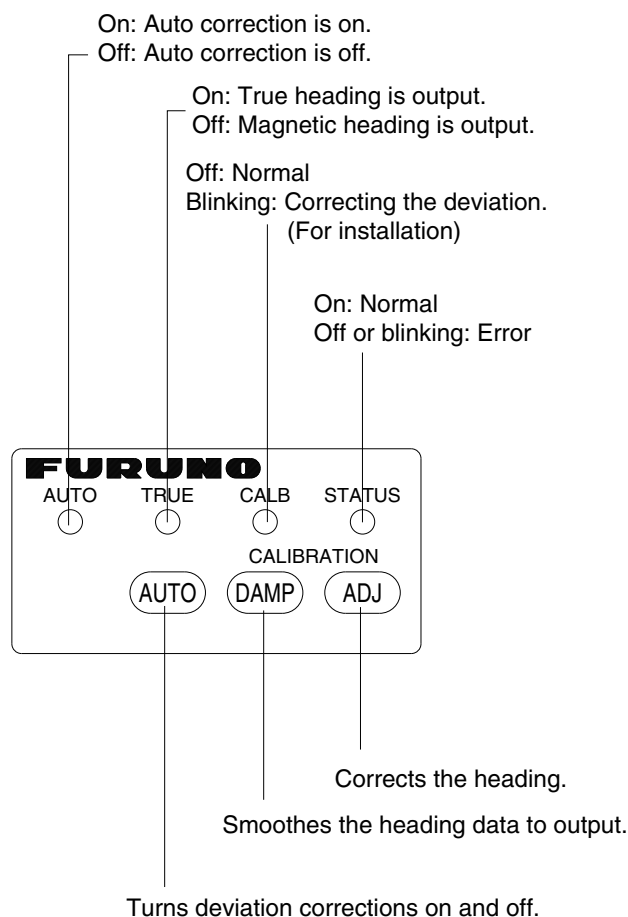 On: Auto correction is on.
Off: Auto correction is off.
On: True heading is output.
Off: Magnetic heading is output.
Off: Normal
Blinking: Correcting the deviation.
(For installation)
On: Normal
Off or blinking: Error
FURUNO
AUTO TRUE CALB STATUS
CALIBRATION
AUTO DAMP ADJ
Corrects the heading.
Smoothes the heading data to output.
Turns deviation corrections on and off.